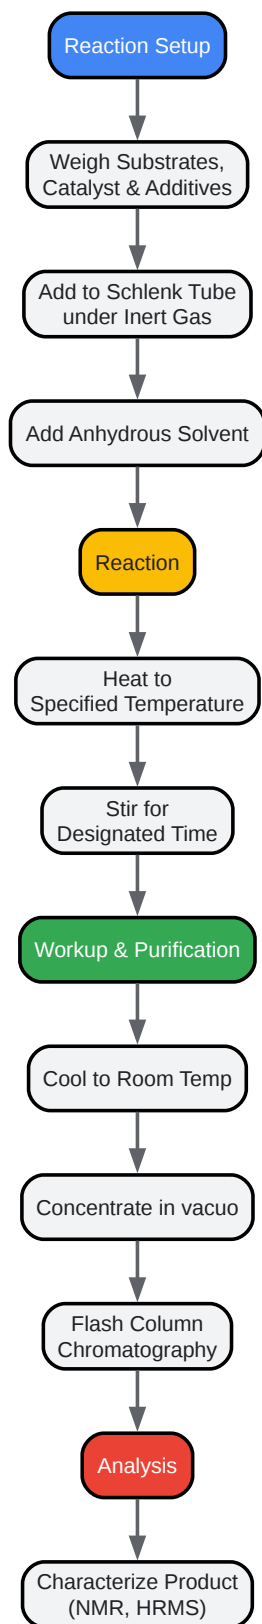 Reaction Setup
Weigh Substrates,
Catalyst & Additives
Add to Schlenk Tube
under Inert Gas
Add Anhydrous Solvent
Reaction
Heat to
Specified Temperature
Stir for
Designated Time
Workup & Purification
Cool to Room Temp
Concentrate in vacuo
Flash Column
Chromatography
Analysis
Characterize Product
(NMR, HRMS)